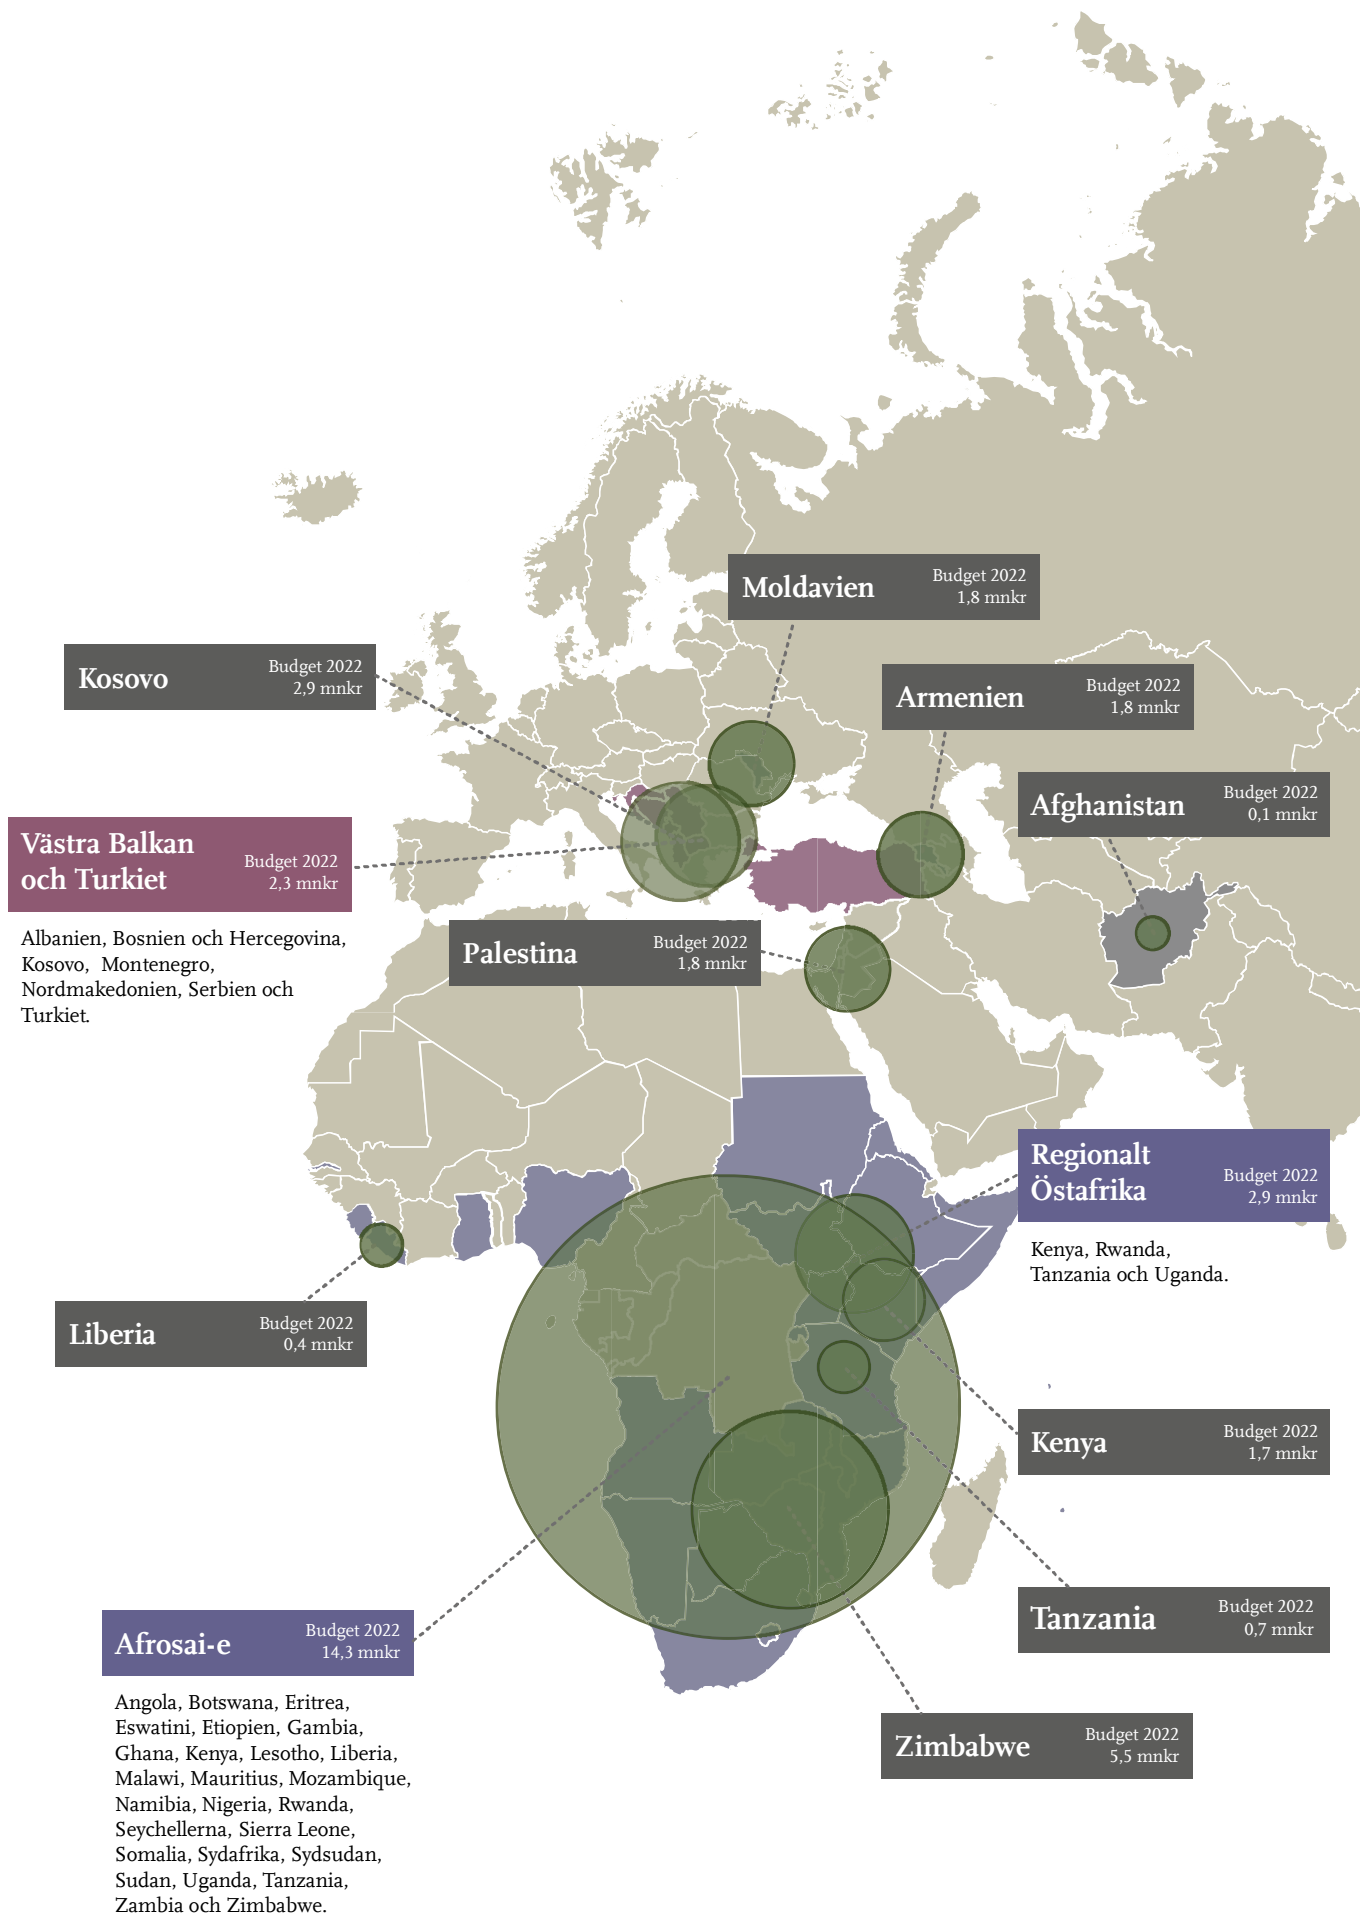 Moldavien
Budget 2022
1,8 mnkr
Kosovo
Budget 2022
2,9 mnkr
Armenien
Budget 2022
1,8 mnkr
Afghanistan
Budget 2022
0,1 mnkr
Västra Balkan
och Turkiet
Budget 2022
2,3 mnkr
Albanien, Bosnien och Hercegovina,
Kosovo, Montenegro,
Nordmakedonien, Serbien och
Turkiet.
Palestina
Budget 2022
1,8 mnkr
Regionalt
Östafrika
Budget 2022
2,9 mnkr
Kenya, Rwanda,
Tanzania och Uganda.
Liberia
Budget 2022
0,4 mnkr
Kenya
Budget 2022
1,7 mnkr
Tanzania
Budget 2022
0,7 mnkr
Afrosai-e
Budget 2022
14,3 mnkr
Angola, Botswana, Eritrea,
Eswatini, Etiopien, Gambia,
Ghana, Kenya, Lesotho, Liberia,
Malawi, Mauritius, Mozambique,
Namibia, Nigeria, Rwanda,
Seychellerna, Sierra Leone,
Somalia, Sydafrika, Sydsudan,
Sudan, Uganda, Tanzania,
Zambia och Zimbabwe.
Zimbabwe
Budget 2022
5,5 mnkr